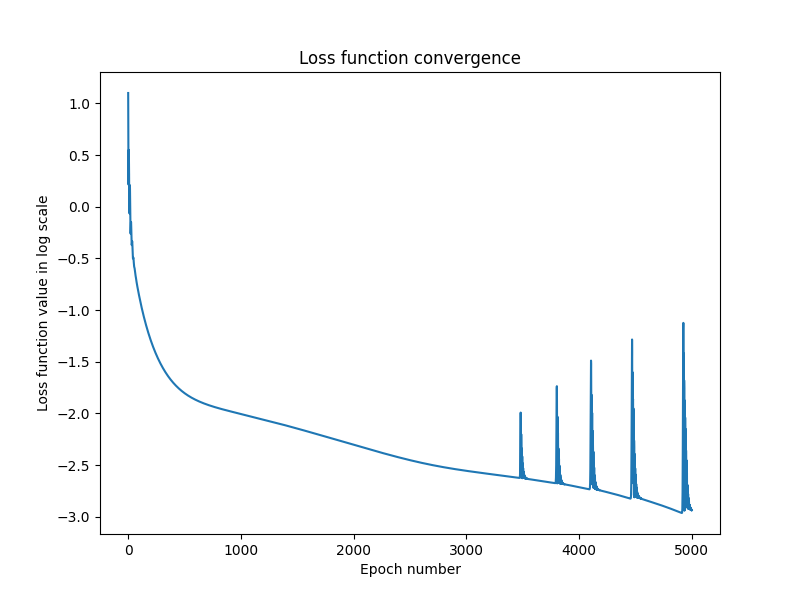 Loss function convergence
Loss function value in log scale
1.0
0.5
0.0
−0.5
−1.0
−1.5
−2.0
−2.5
−3.0
0 1000 2000 3000 4000 5000
Epoch number